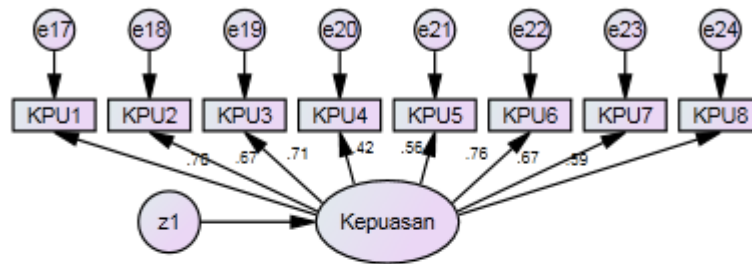 e17 e18 e19 e20 e21 e22 e23 e24
KPU1 KPU2 KPU3 KPU4 KPU5 KPU6 KPU7 KPU8
.67 .71 .42 .56 .76 .67 .59
z1 Kepuasan